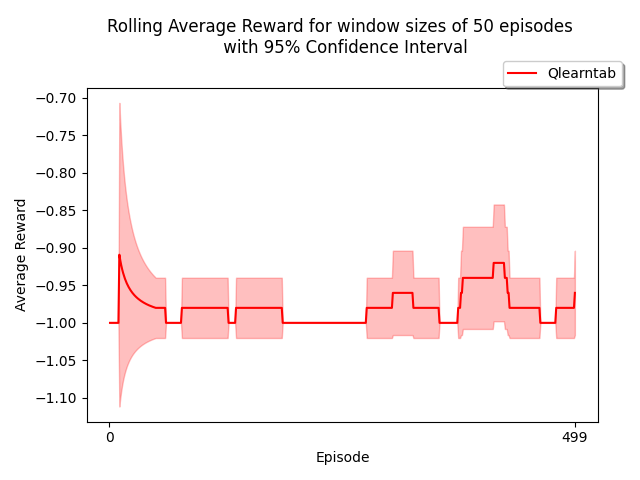 Rolling Average Reward for window sizes of 50 episodes
with 95% Confidence Interval
Qlearntab
−0.70
−0.75
−0.80
−0.85
−0.90
−0.95
−1.00
−1.05
−1.10
Average Reward
0
499
Episode